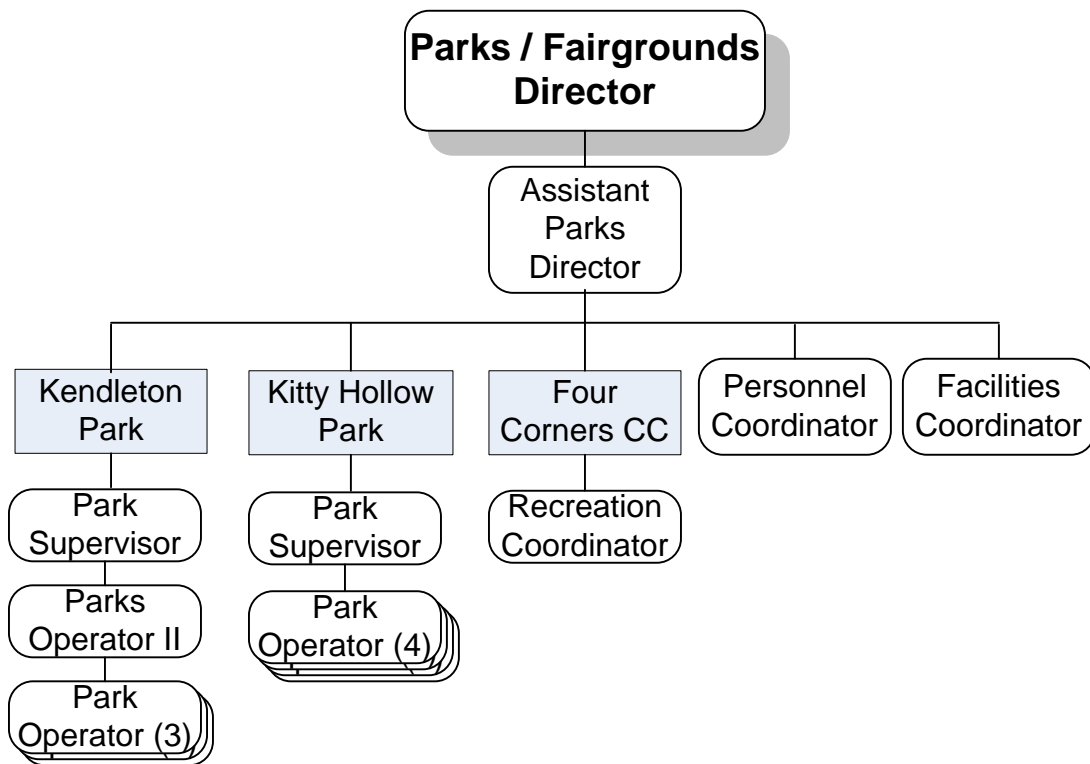 Parks / Fairgrounds
Director
Assistant
Parks
Director
Kendleton
Park
Kitty Hollow
Park
Four
Corners CC
Personnel
Coordinator
Facilities
Coordinator
Park
Supervisor
Park
Supervisor
Recreation
Coordinator
Parks
Operator II
Park
Operator (4)
Park
Operator (3)